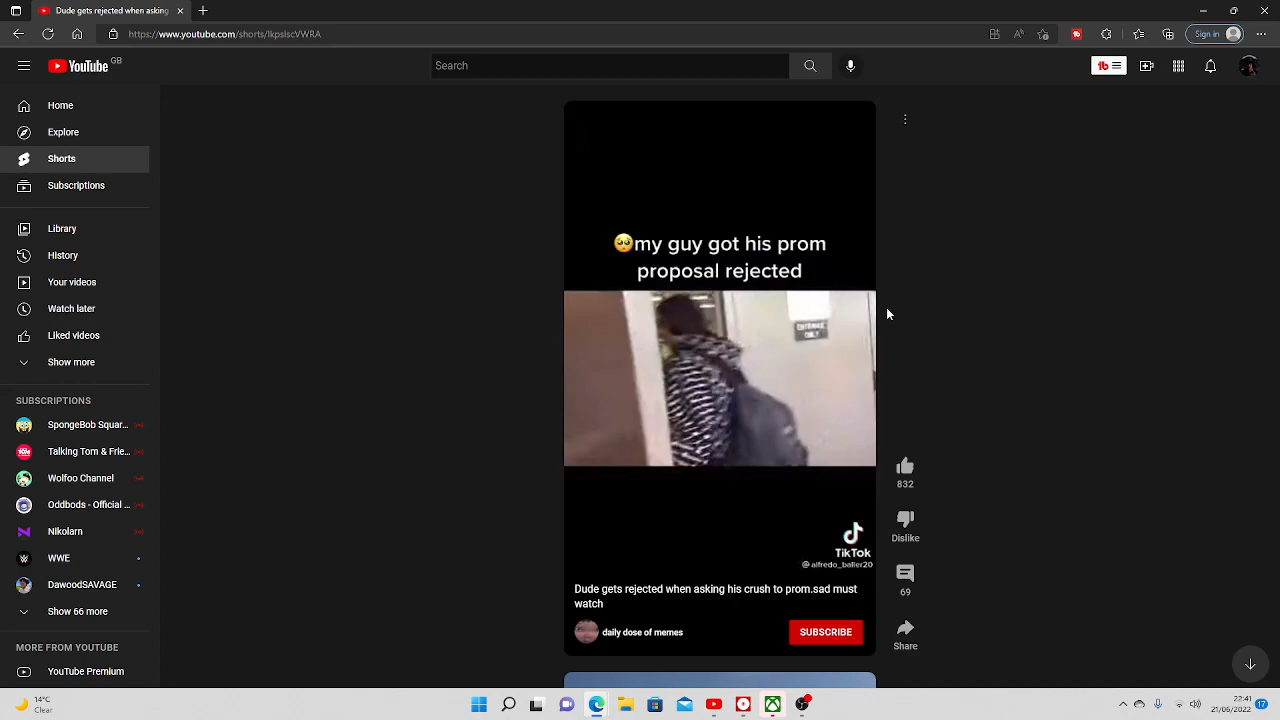 Dude gets rejected when asking
https://www.youtube.com/shorts/IkpsIscVWRA
Sign in
YouTube GB
Search
Home
Explore
Shorts
Subscriptions
Library
History
Your videos
Watch later
Liked videos
Show more
SUBSCRIPTIONS
SpongeBob Squar...
Talking Tom & Frie...
Wolfoo Channel
Oddbods - Official ...
Nikolarn
WWE
DawoodSAVAGE
Show 66 more
MORE FROM YOUTUBE
YouTube Premium
🥺my guy got his prom
proposal rejected
ENTRANCE
ONLY
TikTok
@alfredo_baller20
Dude gets rejected when asking his crush to prom.sad must
watch
daily dose of memes
SUBSCRIBE
832
Dislike
69
Share
14°C
Clear
21/06/2022